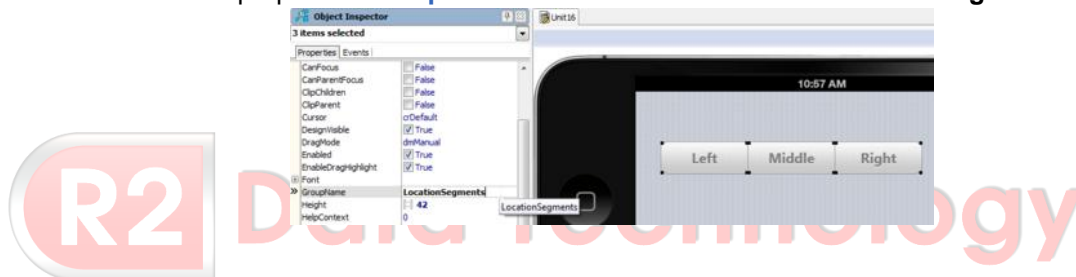 Object Inspector
Unit16
3 items selected
Properties Events
CanFocus False
CanParentFocus False
ClipChildren False
ClipParent False
Cursor crDefault
DesignVisible True
DragMode dmManual
Enabled True
EnableDragHighlight True
Font
GroupName LocationSegments
Height 42
HelpContext 0
LocationSegments
10:57 AM
Left Middle Right
R2 Data Technology